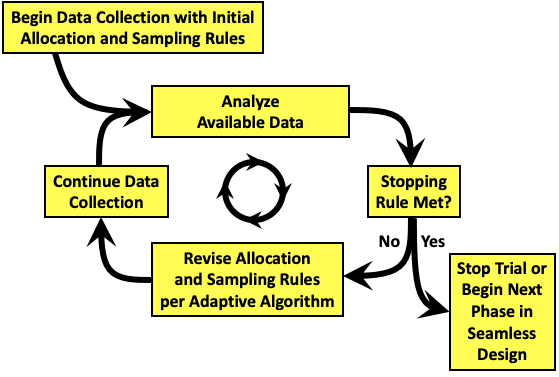 Begin Data Collection with Initial
Allocation and Sampling Rules
Analyze
Available Data
Continue Data
Collection
Stopping
Rule Met?
No
Yes
Revise Allocation
and Sampling Rules
per Adaptive Algorithm
Stop Trial or
Begin Next
Phase in
Seamless
Design